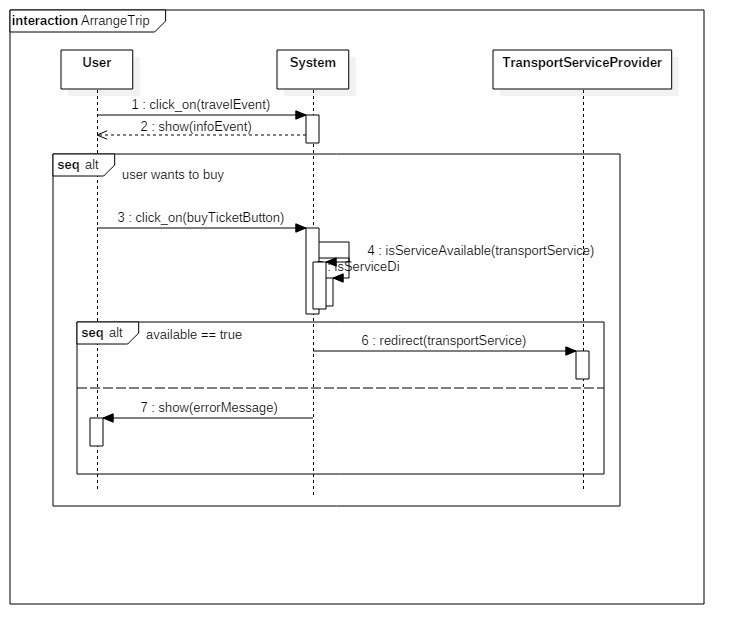 interaction ArrangeTrip
User
System
TransportServiceProvider
1 : click_on(travelEvent)
2 : show(infoEvent)
seq alt
user wants to buy
3 : click_on(buyTicketButton)
4 : isServiceAvailable(transportService)
: isServiceDi
seq alt
available == true
6 : redirect(transportService)
7 : show(errorMessage)